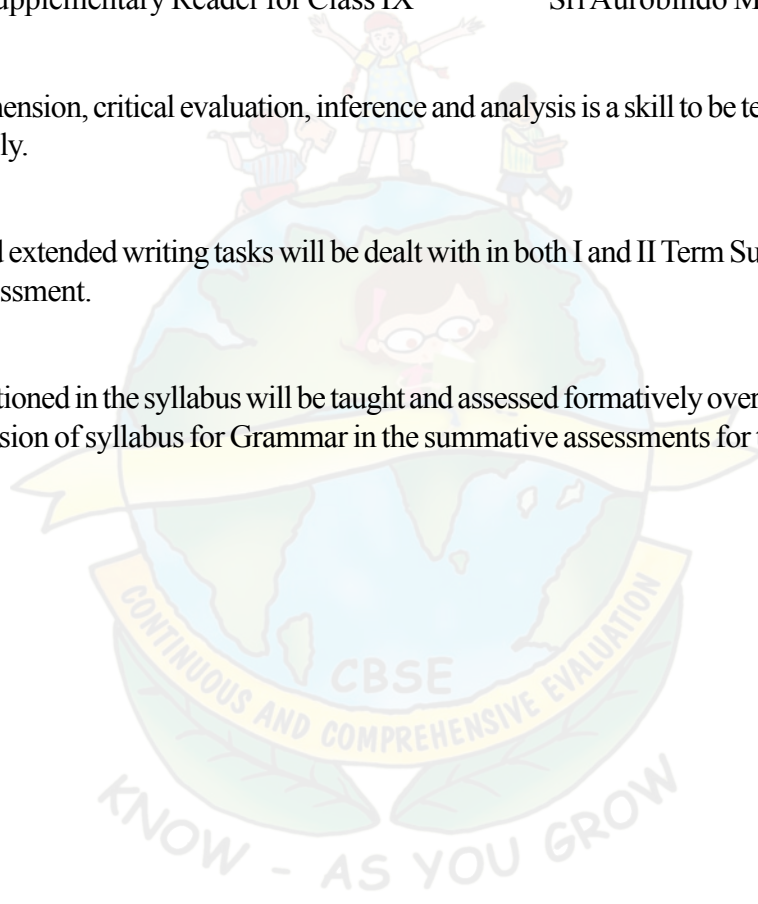 Supplementary Reader for Class IX Sri Aurobindo M
ension, critical evaluation, inference and analysis is a skill to be te
ly.
d extended writing tasks will be dealt with in both I and II Term Su
ssment.
tioned in the syllabus will be taught and assessed formatively over
sion of syllabus for Grammar in the summative assessments for t
CBSE
CONTINUOUS AND COMPREHENSIVE EVALUATION
KNOW - AS YOU GROW